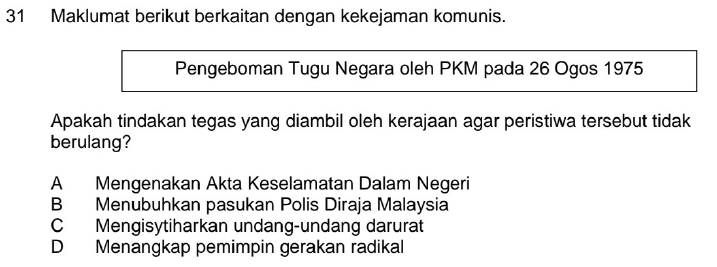 31 Maklumat berikut berkaitan dengan kekejaman komunis.
Pengeboman Tugu Negara oleh PKM pada 26 Ogos 1975
Apakah tindakan tegas yang diambil oleh kerajaan agar peristiwa tersebut tidak
berulang?
A Mengenakan Akta Keselamatan Dalam Negeri
B Menubuhkan pasukan Polis Diraja Malaysia
C Mengisytiharkan undang-undang darurat
D Menangkap pemimpin gerakan radikal